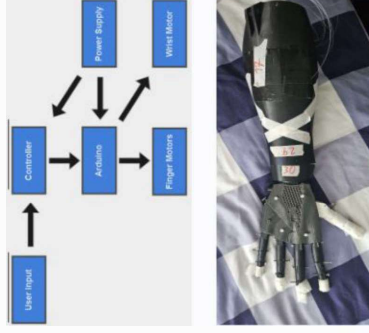 Power Supply
Wrist Motor
Controller
Arduino
Finger Motors
User Input